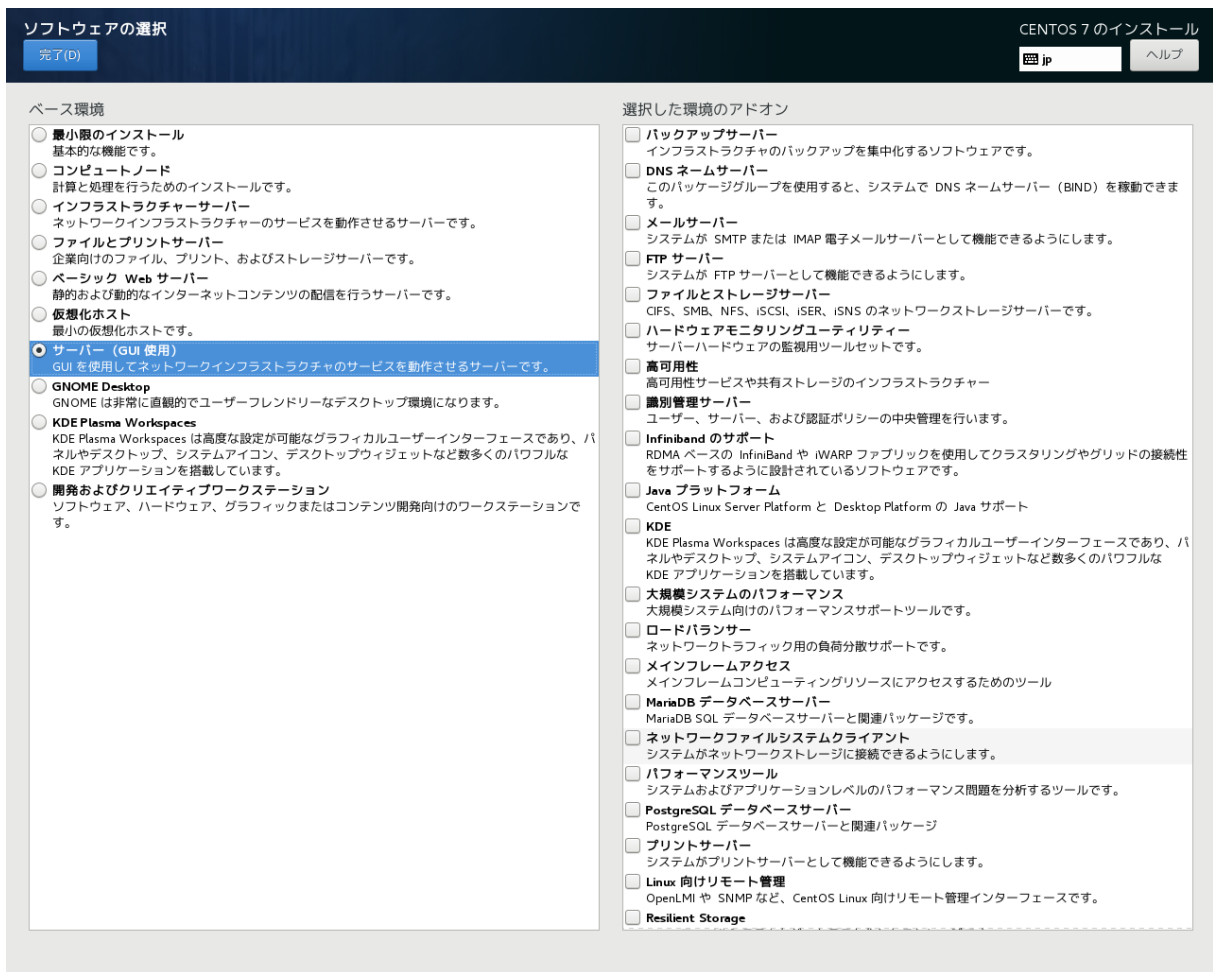 ソフトウェアの選択
CENTOS 7 のインストール
完了(D)
jp
ヘルプ
ベース環境
最小限のインストール
基本的な機能です。
コンピュートノード
計算と処理を行うためのインストールです。
インフラストラクチャーサーバー
ネットワークインフラストラクチャーのサービスを動作させるサーバーです。
ファイルとプリントサーバー
企業向けのファイル、プリント、およびストレージサーバーです。
ベーシック Web サーバー
静的および動的なインターネットコンテンツの配信を行うサーバーです。
仮想化ホスト
最小の仮想化ホストです。
サーバー（GUI 使用）
GUI を使用してネットワークインフラストラクチャのサービスを動作させるサーバーです。
GNOME Desktop
GNOME は非常に直観的でユーザーフレンドリーなデスクトップ環境になります。
KDE Plasma Workspaces
KDE Plasma Workspaces は高度な設定が可能なグラフィカルユーザーインターフェースであり、パ
ネルやデスクトップ、システムアイコン、デスクトップウィジェットなど数多くのパワフルな
KDE アプリケーションを搭載しています。
開発およびクリエイティブワークステーション
ソフトウェア、ハードウェア、グラフィックまたはコンテンツ開発向けのワークステーションで
す。
選択した環境のアドオン
バックアップサーバー
インフラストラクチャのバックアップを集中化するソフトウェアです。
DNS ネームサーバー
このパッケージグループを使用すると、システムで DNS ネームサーバー（BIND）を稼動できま
す。
メールサーバー
システムが SMTP または IMAP 電子メールサーバーとして機能できるようにします。
FTP サーバー
システムが FTP サーバーとして機能できるようにします。
ファイルとストレージサーバー
CIFS、SMB、NFS、iSCSI、iSER、iSNS のネットワークストレージサーバーです。
ハードウェアモニタリングユーティリティー
サーバーハードウェアの監視用ツールセットです。
高可用性
高可用性サービスや共有ストレージのインフラストラクチャー
識別管理サーバー
ユーザー、サーバー、および認証ポリシーの中央管理を行います。
Infiniband のサポート
RDMA ベースの InfiniBand や iWARP ファブリックを使用してクラスタリングやグリッドの接続性
をサポートするように設計されているソフトウェアです。
Java プラットフォーム
CentOS Linux Server Platform と Desktop Platform の Java サポート
KDE
KDE Plasma Workspaces は高度な設定が可能なグラフィカルユーザーインターフェースであり、パ
ネルやデスクトップ、システムアイコン、デスクトップウィジェットなど数多くのパワフルな
KDE アプリケーションを搭載しています。
大規模システムのパフォーマンス
大規模システム向けのパフォーマンスサポートツールです。
ロードバランサー
ネットワークトラフィック用の負荷分散サポートです。
メインフレームアクセス
メインフレームコンピューティングリソースにアクセスするためのツール
MariaDB データベースサーバー
MariaDB SQL データベースサーバーと関連パッケージです。
ネットワークファイルシステムクライアント
システムがネットワークストレージに接続できるようにします。
パフォーマンスツール
システムおよびアプリケーションレベルのパフォーマンス問題を分析するツールです。
PostgreSQL データベースサーバー
PostgreSQL データベースサーバーと関連パッケージ
プリントサーバー
システムがプリントサーバーとして機能できるようにします。
Linux 向けリモート管理
OpenLMI や SNMP など、CentOS Linux 向けリモート管理インターフェースです。
Resilient Storage